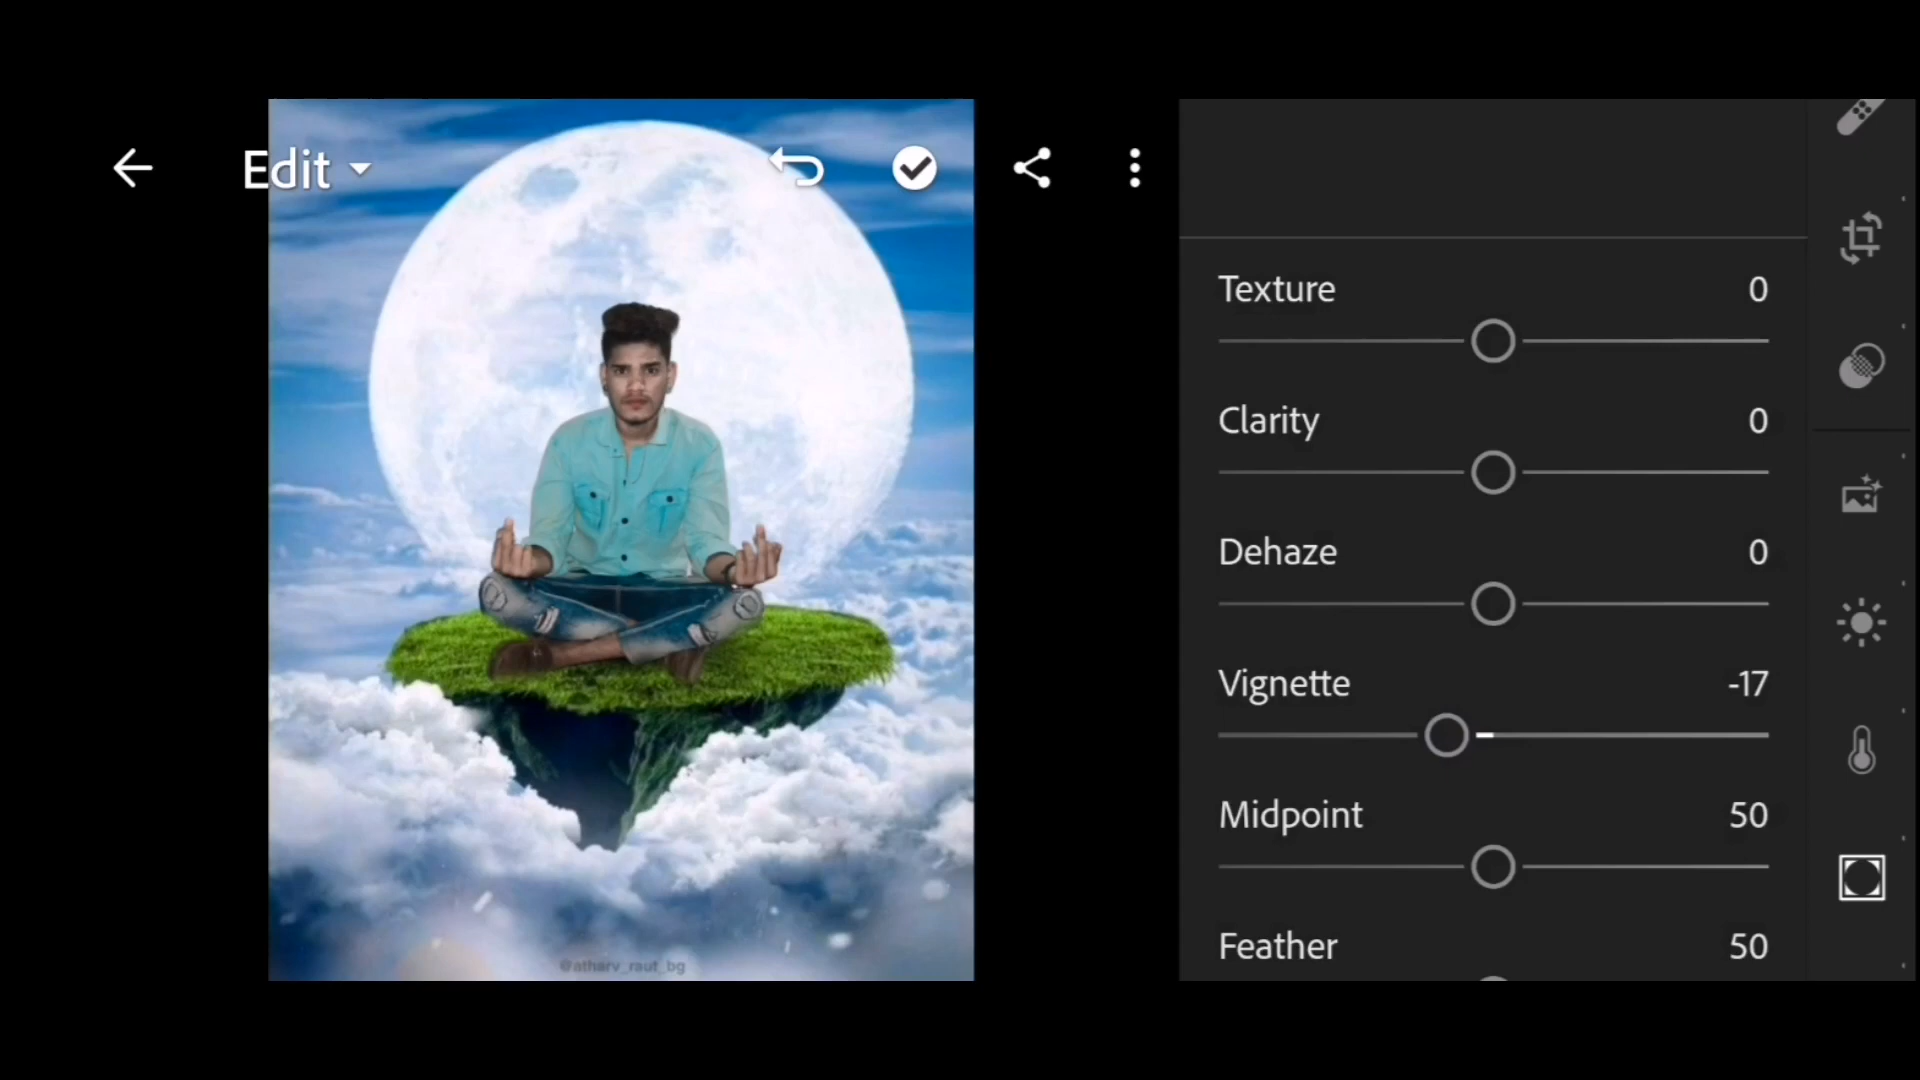 Edit
Texture 0
Clarity 0
Dehaze 0
Vignette -17
Midpoint 50
Feather 50
@atharv_raut_bg